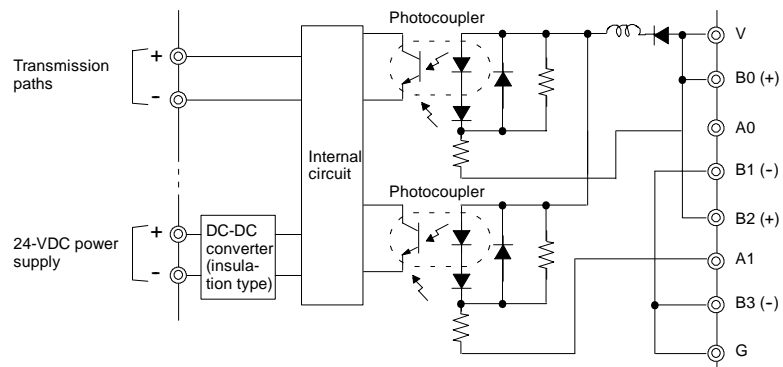 Photocoupler
Transmission
paths
+
-
Internal
circuit
Photocoupler
24-VDC power
supply
+
-
DC-DC
converter
(insula-
tion type)
V
B0 (+)
A0
B1 (-)
B2 (+)
A1
B3 (-)
G